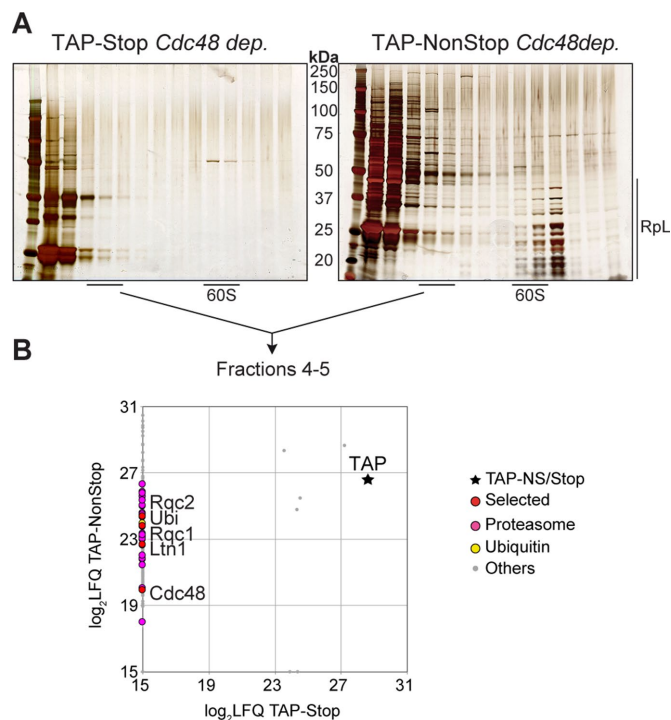 A
TAP-Stop Cdc48 dep.
TAP-NonStop Cdc48dep.
kDa
250
150
100
75
50
37
25
20
RpL
60S
60S
Fractions 4-5
B
31
27
23
19
15
15
19
23
27
31
log2LFQ TAP-NonStop
log2LFQ TAP-Stop
TAP
Rqc2
Ubi
Rqc1
Ltn1
Cdc48
TAP-NS/Stop
Selected
Proteasome
Ubiquitin
Others